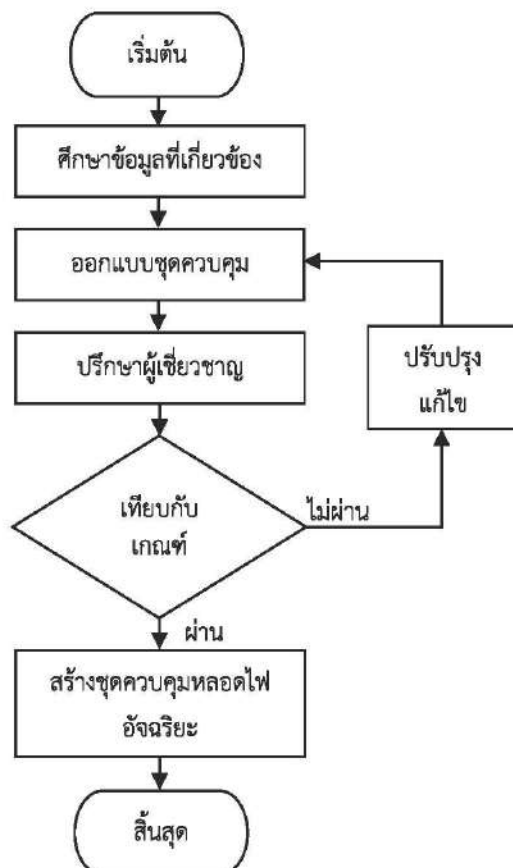 เริ่มต้น
ศึกษาข้อมูลที่เกี่ยวข้อง
ออกแบบชุดควบคุม
ปรึกษาผู้เชี่ยวชาญ
ปรับปรุง
แก้ไข
เทียบกับ
เกณฑ์
ไม่ผ่าน
ผ่าน
สร้างชุดควบคุมหลอดไฟ
อัจฉริยะ
สิ้นสุด